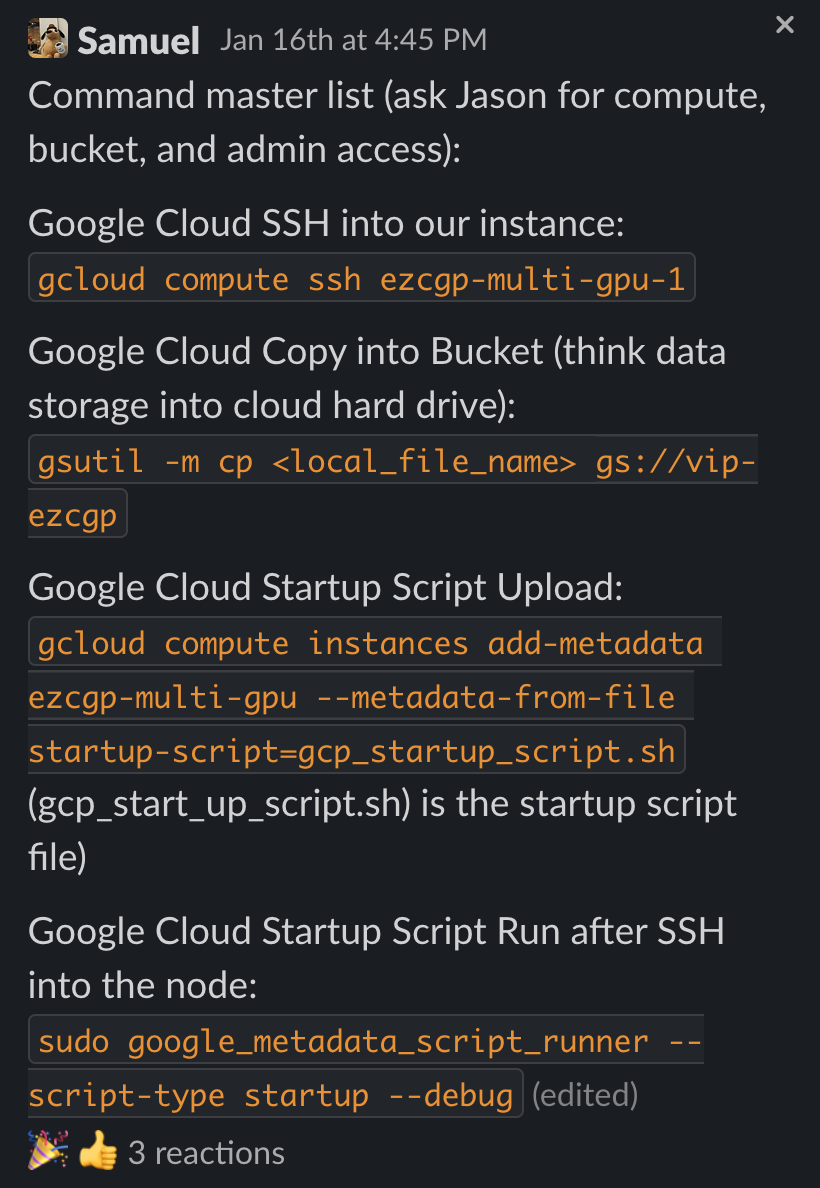 Samuel Jan 16th at 4:45 PM
Command master list (ask Jason for compute,
bucket, and admin access):
Google Cloud SSH into our instance:
gcloud compute ssh ezcgp-multi-gpu-1
Google Cloud Copy into Bucket (think data
storage into cloud hard drive):
gsutil -m cp <local_file_name> gs://vip-
ezcgp
Google Cloud Startup Script Upload:
gcloud compute instances add-metadata
ezcgp-multi-gpu --metadata-from-file
startup-script=gcp_startup_script.sh
(gcp_start_up_script.sh) is the startup script
file)
Google Cloud Startup Script Run after SSH
into the node:
sudo google_metadata_script_runner --
script-type startup --debug (edited)
3 reactions